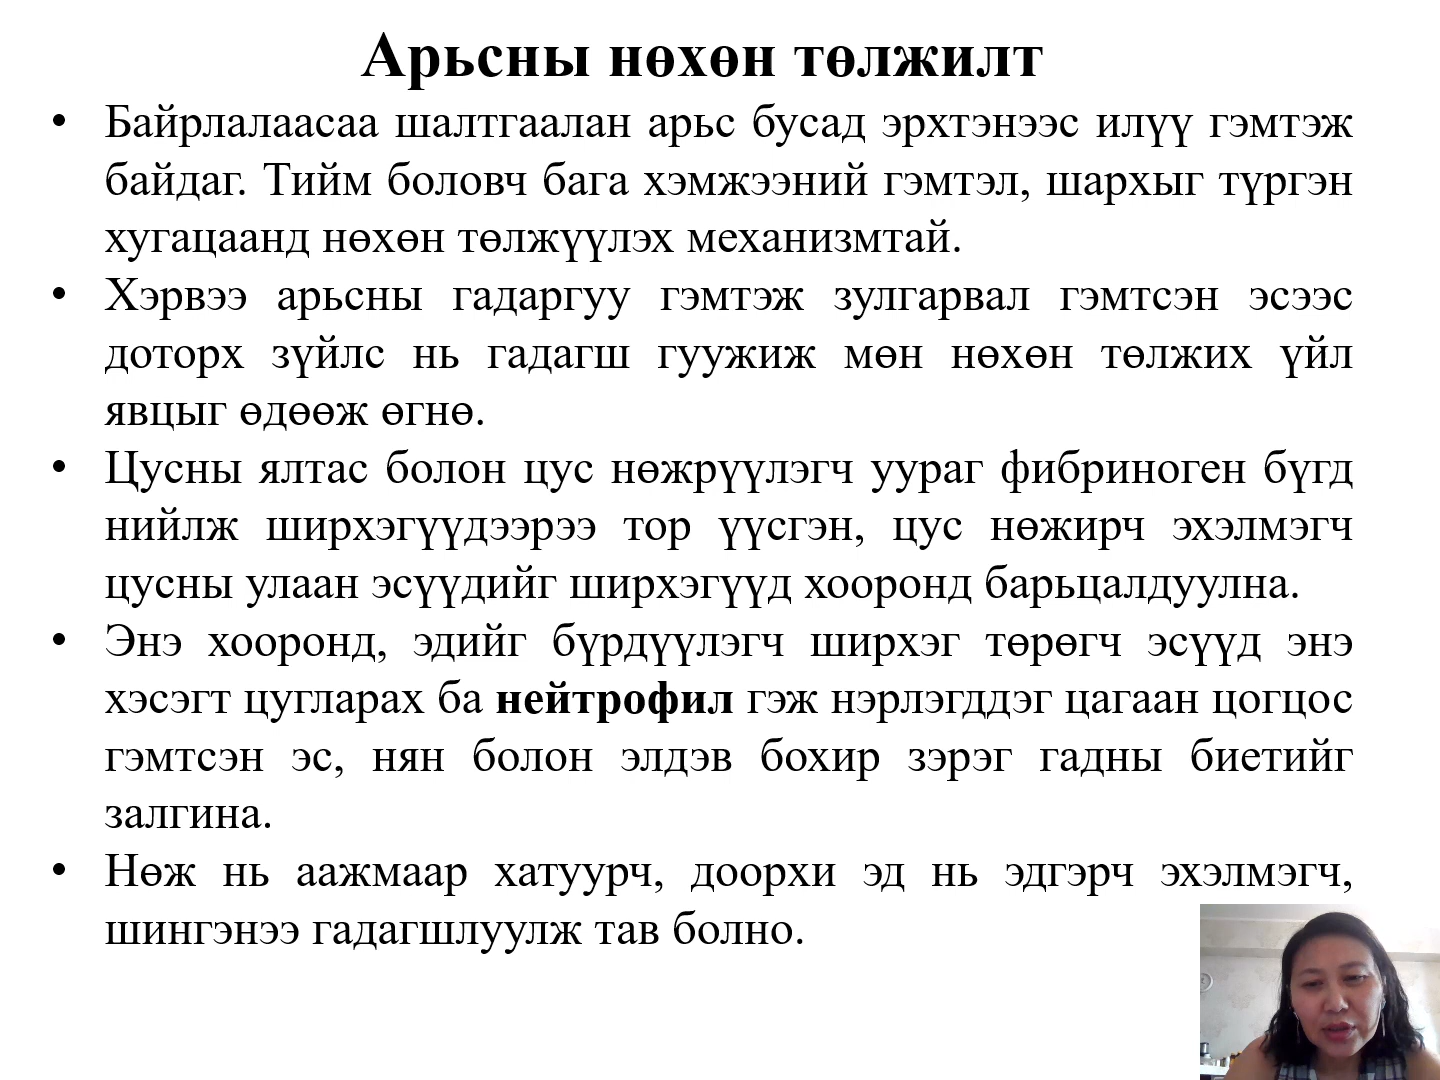 Арьсны нөхөн төлжилт
• Байрлалаасаа шалтгаалан арьс бусад эрхтэнээс илүү гэмтэж
байдаг. Тийм боловч бага хэмжээний гэмтэл, шархыг түргэн
хугацаанд нөхөн төлжүүлэх механизмтай.
• Хэрвээ арьсны гадаргуу гэмтэж зулгарвал гэмтсэн эсээс
доторх зүйлс нь гадагш гуужиж мөн нөхөн төлжих үйл
явцыг өдөөж өгнө.
• Цусны ялтас болон цус нөжрүүлэгч уураг фибриноген бүгд
нийлж ширхэгүүдээрээ тор үүсгэн, цус нөжирч эхэлмэгч
цусны улаан эсүүдийг ширхэгүүд хооронд барьцалдуулна.
• Энэ хооронд, эдийг бүрдүүлэгч ширхэг төрөгч эсүүд энэ
хэсэгт цугларах ба нейтрофил гэж нэрлэгддэг цагаан цогцос
гэмтсэн эс, нян болон элдэв бохир зэрэг гадны биетийг
залгина.
• Нөж нь аажмаар хатуурч, доорхи эд нь эдгэрч эхэлмэгч,
шингэнээ гадагшлуулж тав болно.